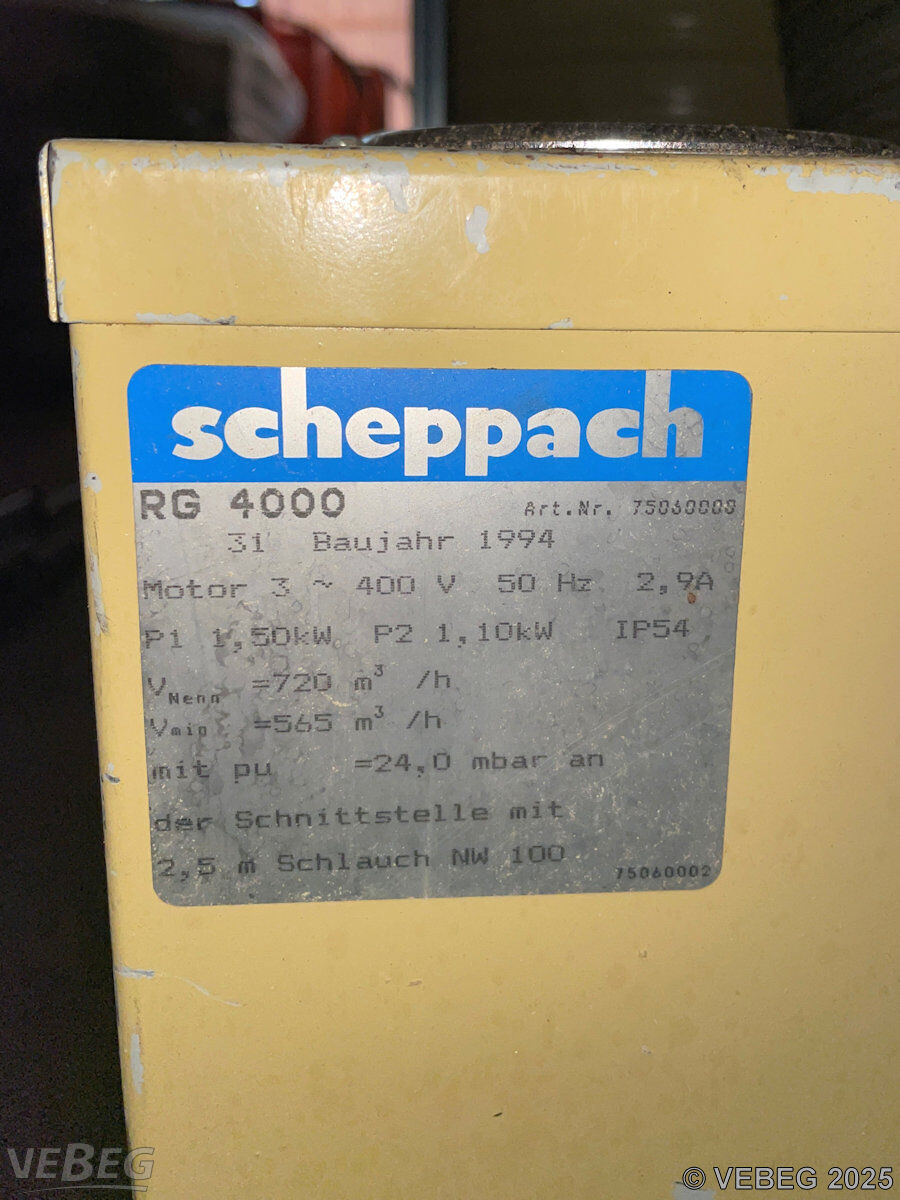 scheppach
RG 4000 Art.Nr. 75060000
31 Baujahr 1994
Motor 3 ~ 400 V 50 Hz 2,9A
P1 1,50kW P2 1,10kW IP54
VNenn =720 m³ /h
Vmin =565 m³ /h
mit pu =24,0 mbar an
der Schnittstelle mit
2,5 m Schlauch NW 100
75060002
VEBEG
© VEBEG 2025